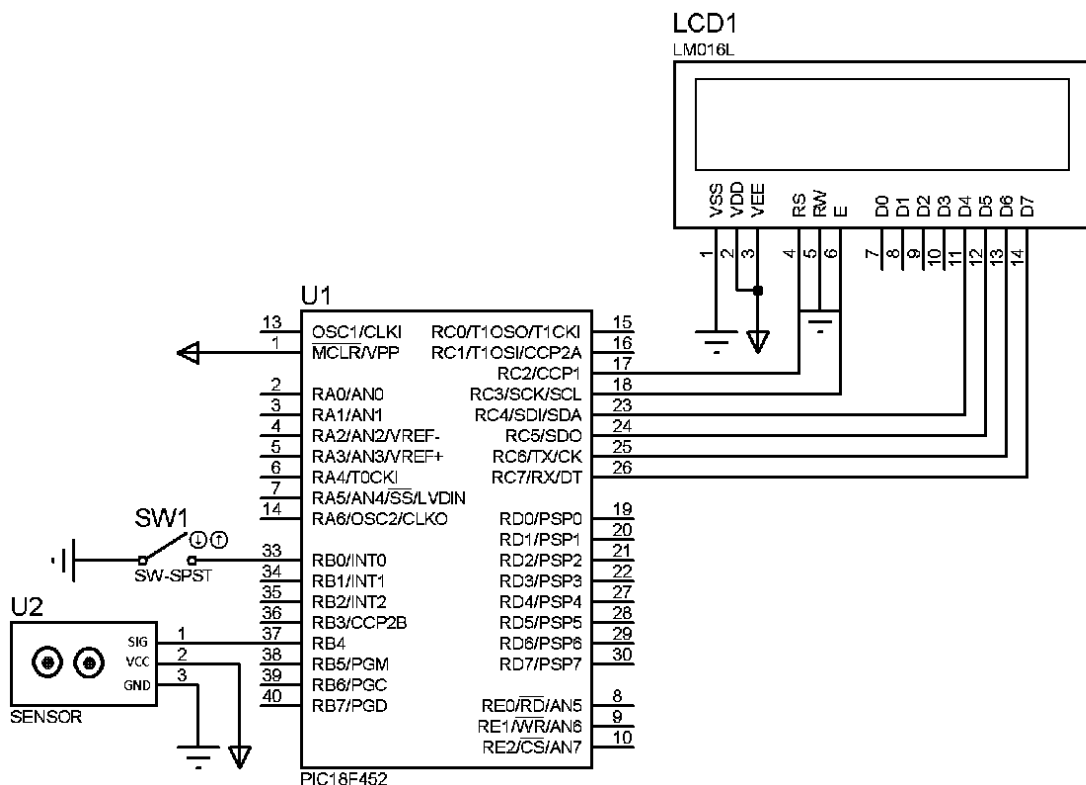 LCD1
LM016L
VSS VDD VEE RS RW E D0 D1 D2 D3 D4 D5 D6 D7
1 2 3 4 5 6 7 8 9 10 11 12 13 14
U1
13 OSC1/CLKI RC0/T1OSO/T1CKI 15
1 MCLR/VPP RC1/T1OSI/CCP2A 16
RC2/CCP1 17
2 RA0/AN0 RC3/SCK/SCL 18
3 RA1/AN1 RC4/SDI/SDA 23
4 RA2/AN2/VREF- RC5/SDO 24
5 RA3/AN3/VREF+ RC6/TX/CK 25
6 RA4/T0CKI RC7/RX/DT 26
7 RA5/AN4/SS/LVDIN
14 RA6/OSC2/CLKO RD0/PSP0 19
RD1/PSP1 20
SW1
33 RB0/INT0 RD2/PSP2 21
SW-SPST
34 RB1/INT1 RD3/PSP3 22
35 RB2/INT2 RD4/PSP4 27
U2
36 RB3/CCP2B RD5/PSP5 28
SIG 1 37 RB4 RD6/PSP6 29
VCC 2 38 RB5/PGM RD7/PSP7 30
GND 3 39 RB6/PGC
40 RB7/PGD RE0/RD/AN5 8
SENSOR
RE1/WR/AN6 9
RE2/CS/AN7 10
PIC18F452